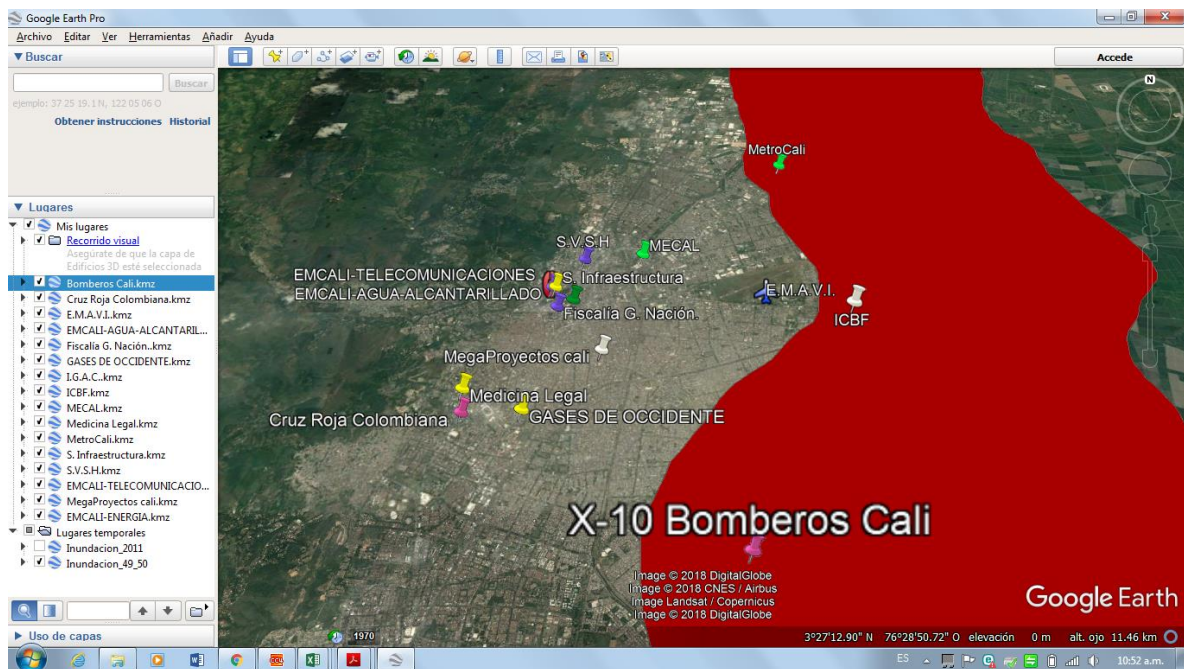 Google Earth Pro
Archivo Editar Ver Herramientas Añadir Ayuda
Buscar
Accede
Buscar
ejemplo: 37 25 19.1 N, 122 05 06 O
Obtener instrucciones Historial
Lugares
Mis lugares
Recorrido visual
Asegúrate de que la capa de
Edificios 3D esté seleccionada
Bomberos Cali.kmz
Cruz Roja Colombiana.kmz
E.M.A.V.I..kmz
EMCALI-AGUA-ALCANTARIL...
Fiscalía G. Nación..kmz
GASES DE OCCIDENTE.kmz
I.G.A.C..kmz
ICBF.kmz
MECAL.kmz
Medicina Legal.kmz
MetroCali.kmz
S. Infraestructura.kmz
S.V.S.H.kmz
EMCALI-TELECOMUNICACIO...
MegaProyectos cali.kmz
EMCALI-ENERGIA.kmz
Lugares temporales
Inundacion_2011
Inundacion_49_50
Uso de capas
N
MetroCali
S.V.S.H
MECAL
EMCALI-TELECOMUNICACIONES
S. Infraestructura
EMCALI-AGUA-ALCANTARILLADO
E.M.A.V.I.
Fiscalía G. Nación.
ICBF
MegaProyectos cali
Medicina Legal
Cruz Roja Colombiana
GASES DE OCCIDENTE
X-10 Bomberos Cali
Image © 2018 DigitalGlobe
Image © 2018 CNES / Airbus
Image Landsat / Copernicus
Image © 2018 DigitalGlobe
Google Earth
1970
3°27'12.90" N 76°28'50.72" O elevación 0 m alt. ojo 11.46 km
ES
10:52 a.m.